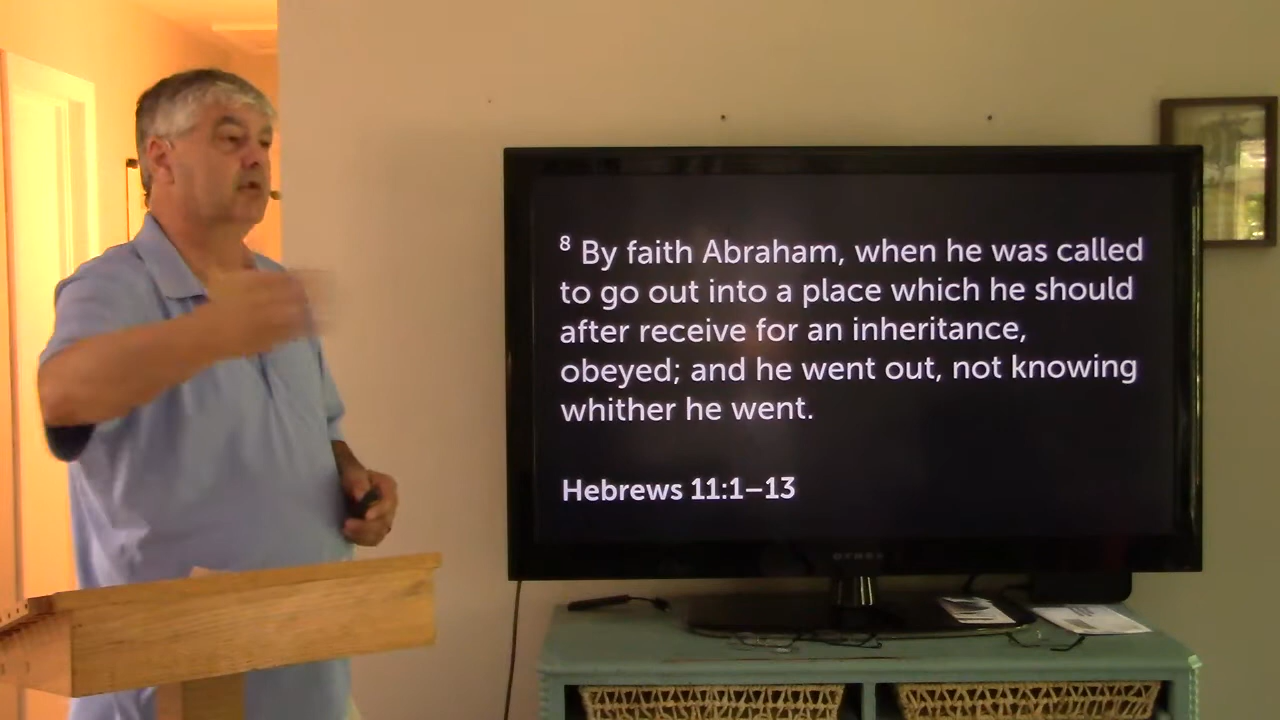 ⁸ By faith Abraham, when he was called
to go out into a place which he should
after receive for an inheritance,
obeyed; and he went out, not knowing
whither he went.
Hebrews 11:1–13
DYNEX